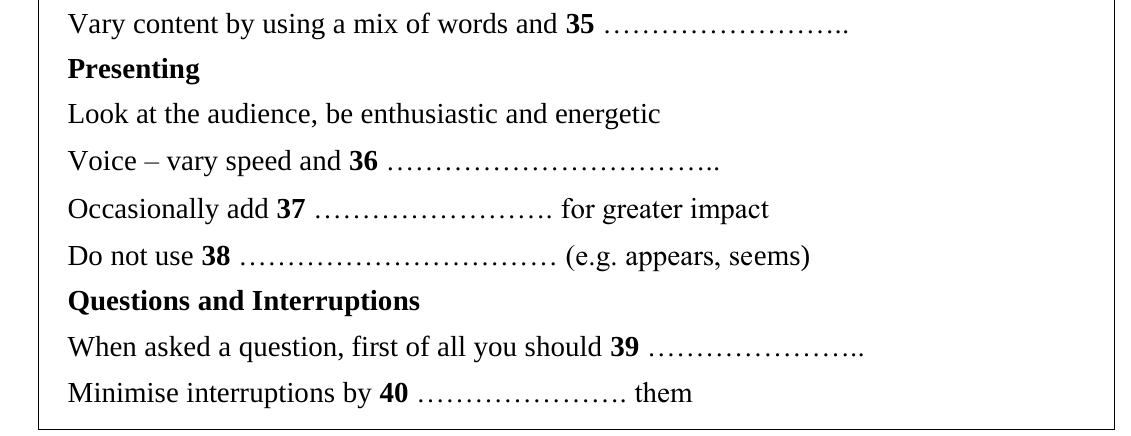 Vary content by using a mix of words and 35 ………………………..
Presenting
Look at the audience, be enthusiastic and energetic
Voice – vary speed and 36 ……………………………..
Occasionally add 37 ……………………. for greater impact
Do not use 38 …………………………… (e.g. appears, seems)
Questions and Interruptions
When asked a question, first of all you should 39 …………………..
Minimise interruptions by 40 …………………. them